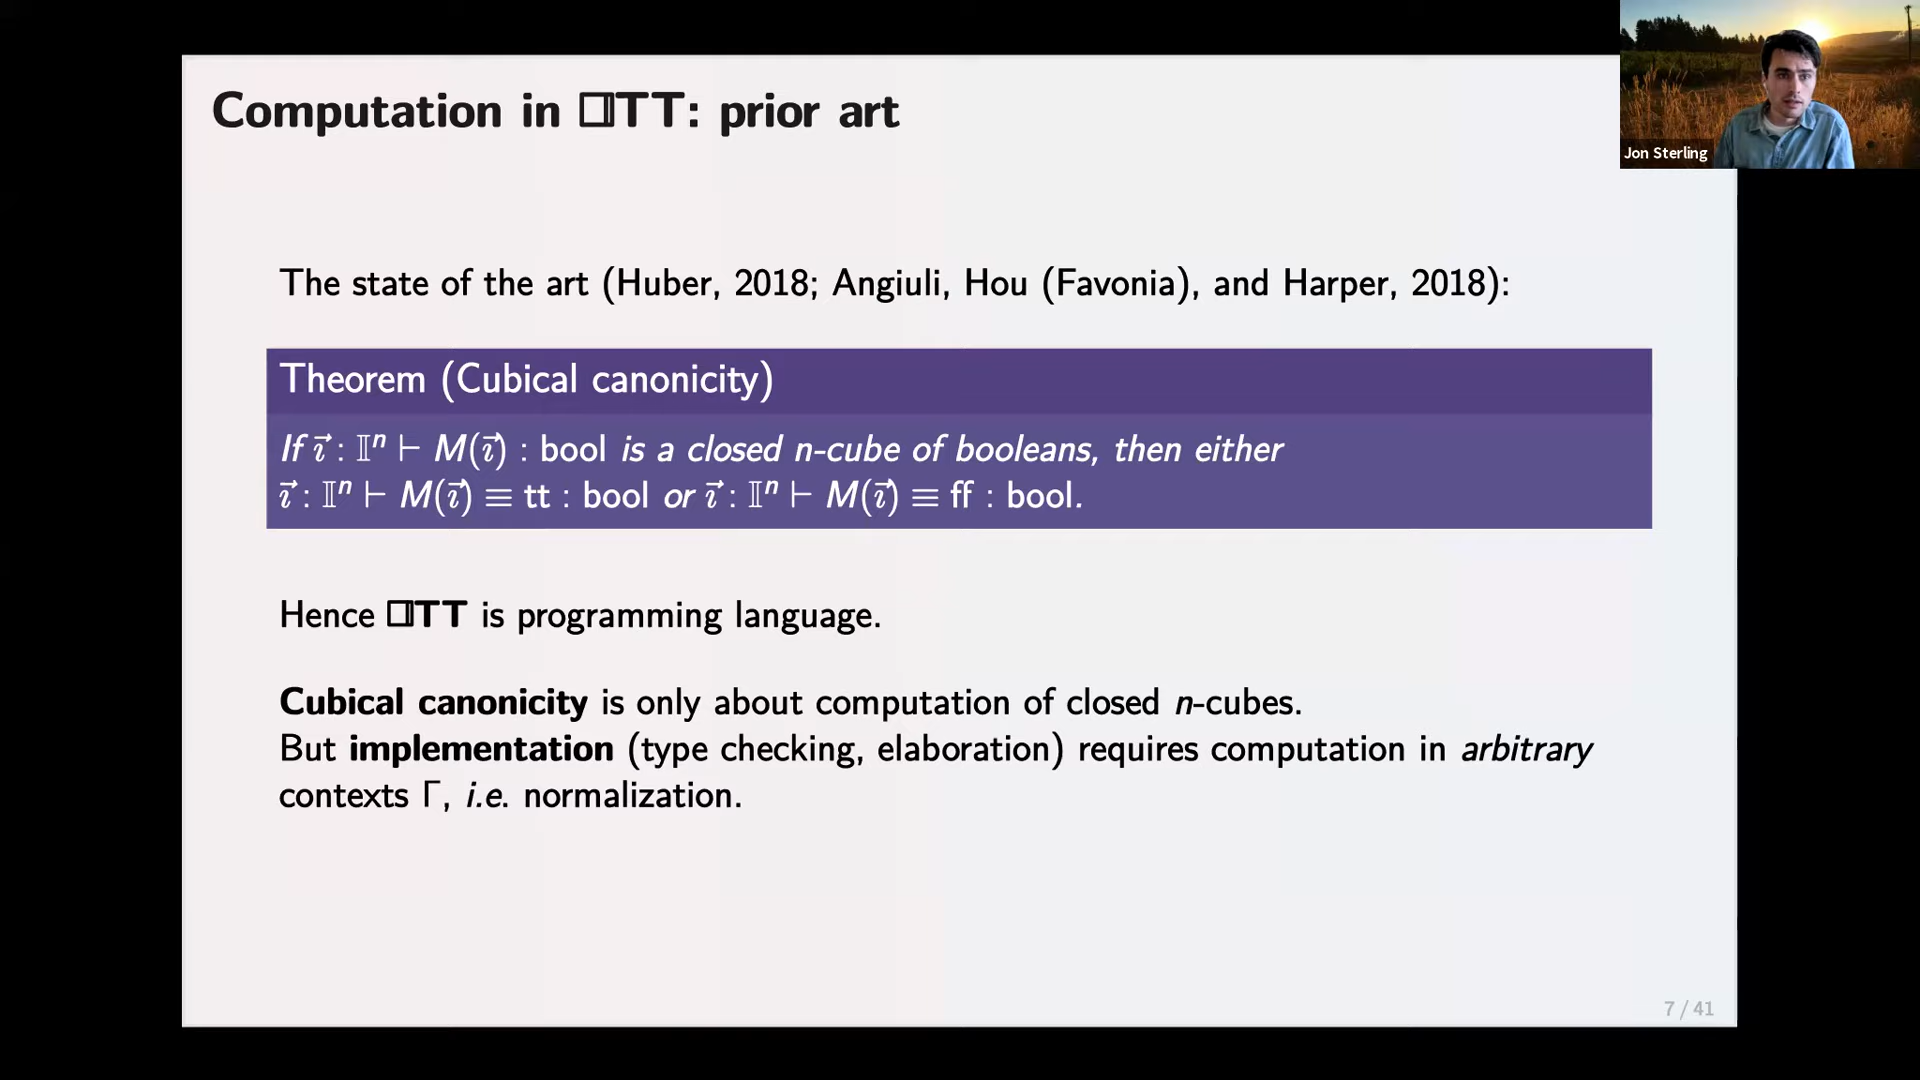 Computation in □TT: prior art
Jon Sterling
The state of the art (Huber, 2018; Angiuli, Hou (Favonia), and Harper, 2018):
Theorem (Cubical canonicity)
If i⃗ : 𝕀ⁿ ⊢ M(i⃗) : bool is a closed n-cube of booleans, then either
i⃗ : 𝕀ⁿ ⊢ M(i⃗) ≡ tt : bool or i⃗ : 𝕀ⁿ ⊢ M(i⃗) ≡ ff : bool.
Hence □TT is programming language.
Cubical canonicity is only about computation of closed n-cubes.
But implementation (type checking, elaboration) requires computation in arbitrary
contexts Γ, i.e. normalization.
7 / 41